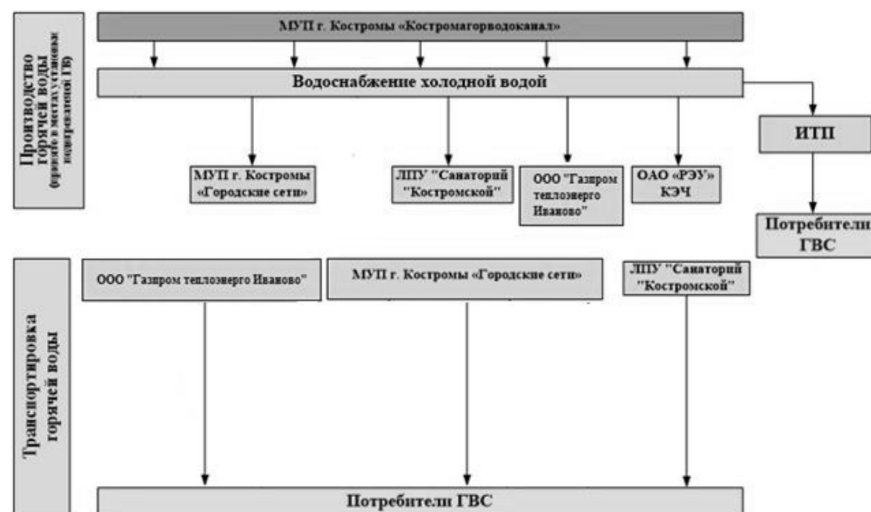 МУП г. Костромы «Костромагорводоканал»
Производство
горячей воды
(принято в местах установки
подогревателей ГВ)
Водоснабжение холодной водой
ИТП
МУП г. Костромы
«Городские сети»
ЛПУ "Санаторий
"Костромской"
ООО "Газпром
теплоэнерго
Иваново"
ОАО «РЭУ»
КЭЧ
Потребители
ГВС
Транспортировка
горячей воды
ООО "Газпром теплоэнерго Иваново"
МУП г. Костромы «Городские сети»
ЛПУ "Санаторий
"Костромской"
Потребители ГВС